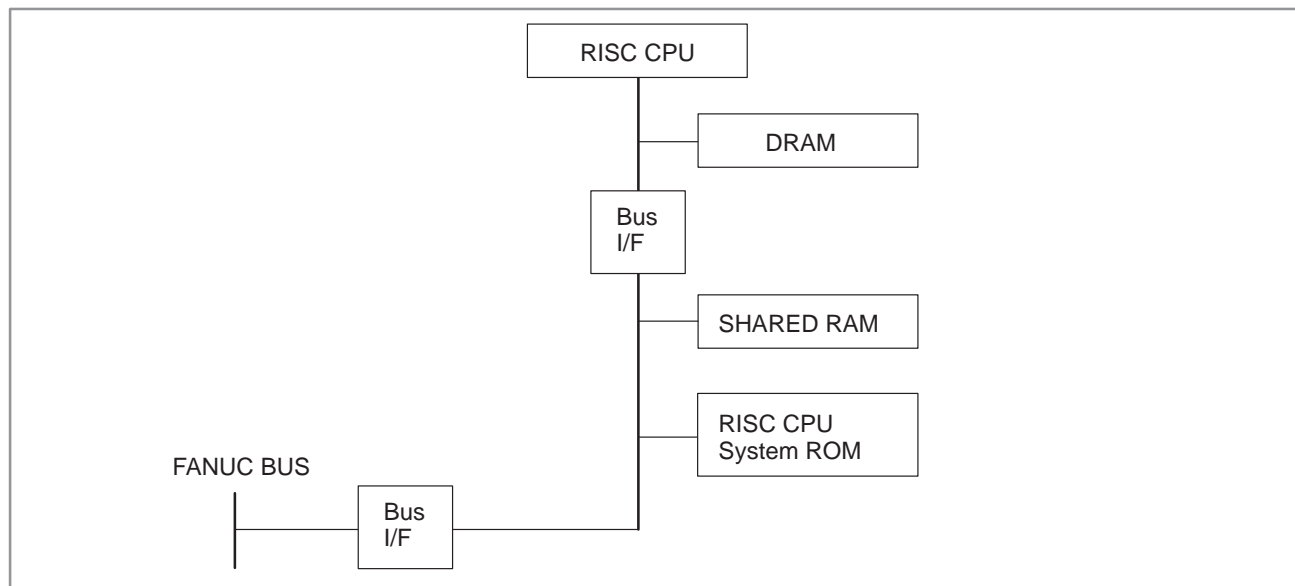 RISC CPU
DRAM
Bus
I/F
SHARED RAM
RISC CPU
System ROM
FANUC BUS
Bus
I/F